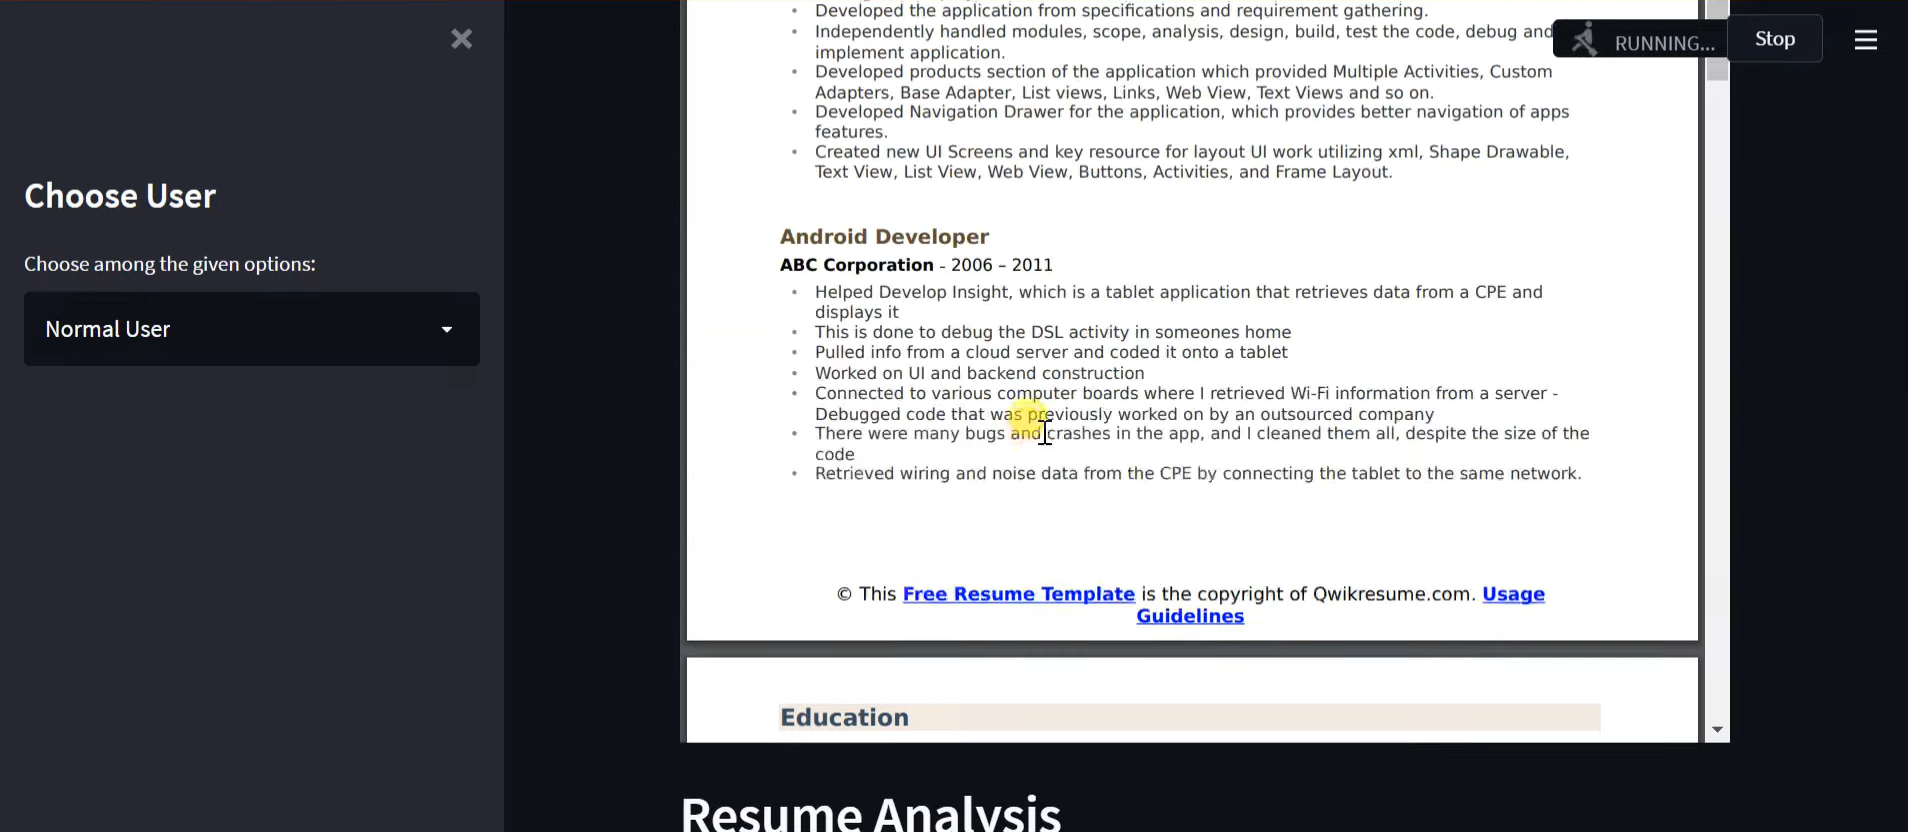 Choose User
Choose among the given options:
Normal User
RUNNING...
Stop
• Developed the application from specifications and requirement gathering.
• Independently handled modules, scope, analysis, design, build, test the code, debug and
implement application.
• Developed products section of the application which provided Multiple Activities, Custom
Adapters, Base Adapter, List views, Links, Web View, Text Views and so on.
• Developed Navigation Drawer for the application, which provides better navigation of apps
features.
• Created new UI Screens and key resource for layout UI work utilizing xml, Shape Drawable,
Text View, List View, Web View, Buttons, Activities, and Frame Layout.
Android Developer
ABC Corporation - 2006 – 2011
• Helped Develop Insight, which is a tablet application that retrieves data from a CPE and
displays it
• This is done to debug the DSL activity in someones home
• Pulled info from a cloud server and coded it onto a tablet
• Worked on UI and backend construction
• Connected to various computer boards where I retrieved Wi-Fi information from a server -
Debugged code that was previously worked on by an outsourced company
• There were many bugs and crashes in the app, and I cleaned them all, despite the size of the
code
• Retrieved wiring and noise data from the CPE by connecting the tablet to the same network.
© This Free Resume Template is the copyright of Qwikresume.com. Usage
Guidelines
Education
Resume Analysis